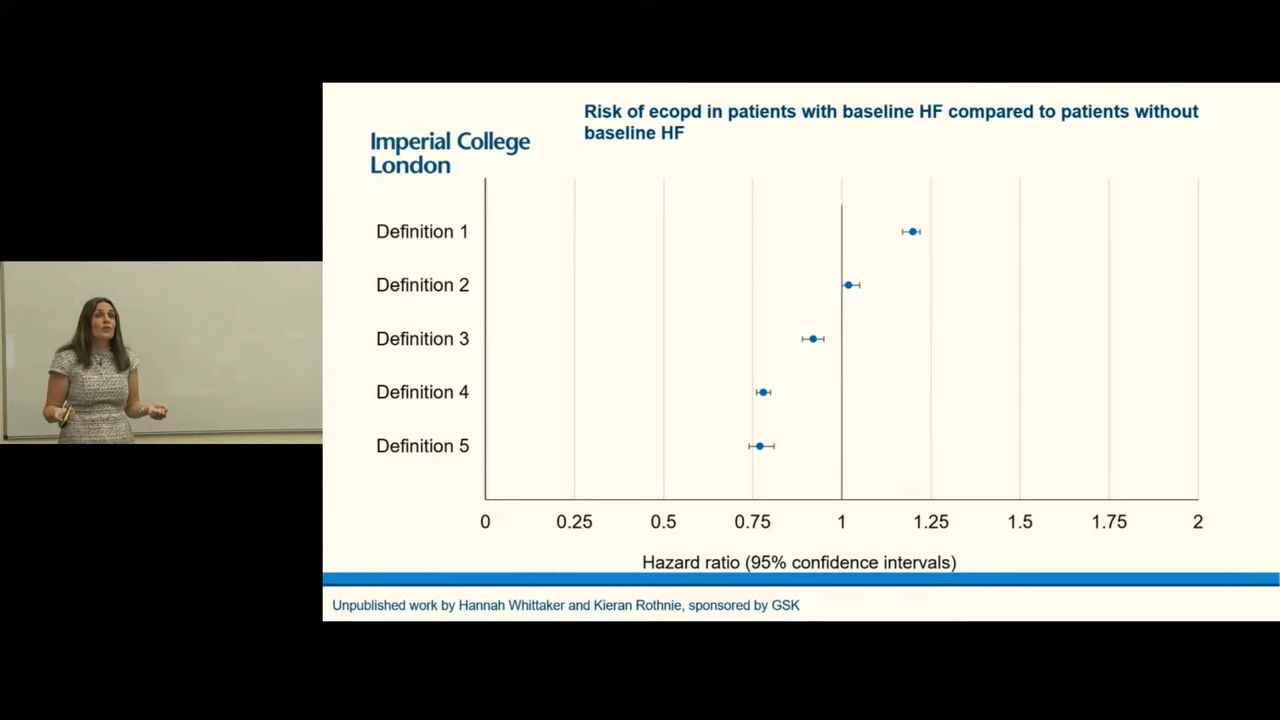 Risk of ecopd in patients with baseline HF compared to patients without
baseline HF
Imperial College
London
Definition 1
Definition 2
Definition 3
Definition 4
Definition 5
0 0.25 0.5 0.75 1 1.25 1.5 1.75 2
Hazard ratio (95% confidence intervals)
Unpublished work by Hannah Whittaker and Kieran Rothnie, sponsored by GSK